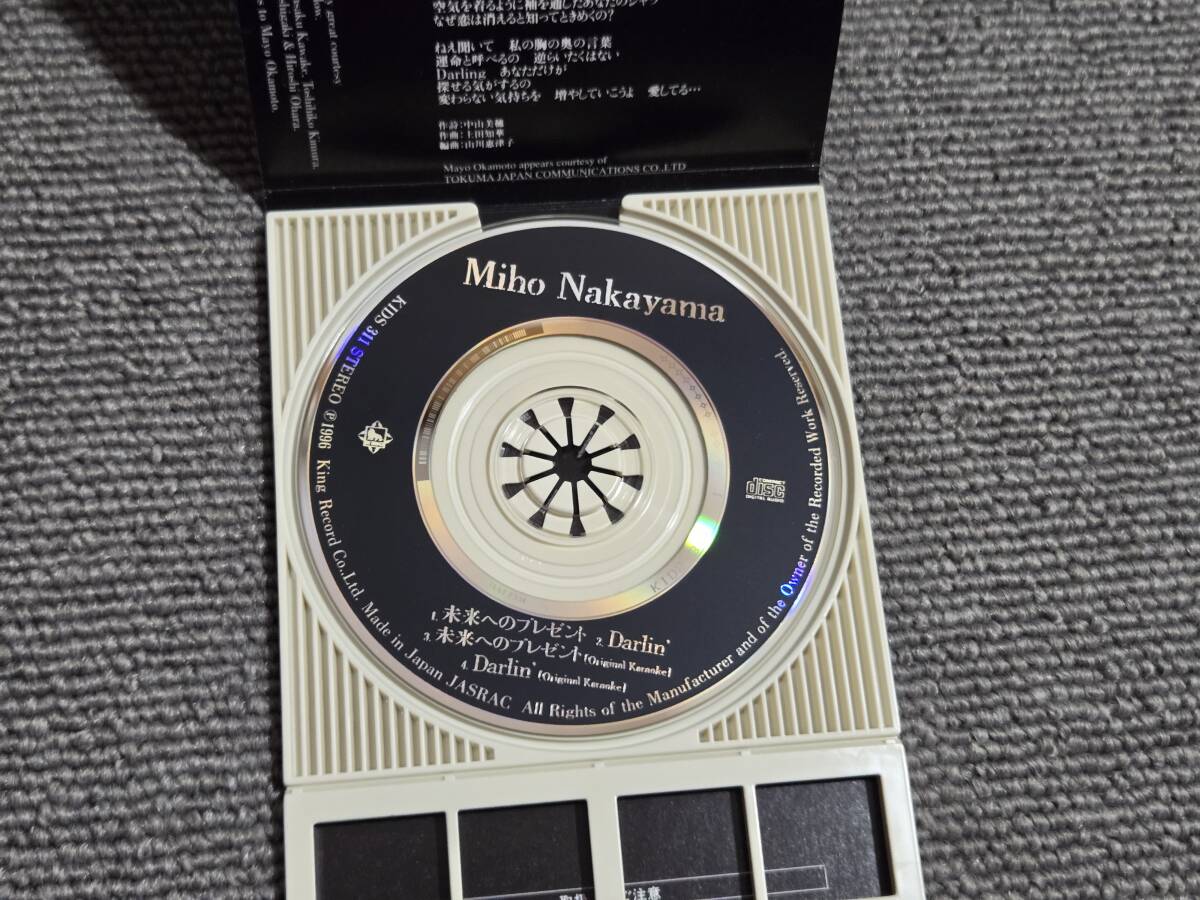 空気を着るように袖を通したあなたのシャツ
なぜ恋は消えると知ってときめくの?
ねえ聞いて 私の胸の奥の言葉
運命と呼べるの 逆らいたくはない
Darling あなただけが
探せる気がするの
変わらない気持ちを 増やしていこうよ 愛してる…
作詩:中山美穂
作曲:上田知華
編曲:山川恵津子
Mayo Okamoto appears courtesy of
TOKUMA JAPAN COMMUNICATIONS CO.,LTD
great courtesy
Kawake, Toshihiko Kimura,
& Hiroshi Ohara.
to Mayo Okamoto.
Miho Nakayama
KIDS 311 STEREO ℗1996 King Record Co.,Ltd. Made in Japan JASRAC All Rights of the Manufacturer and of the Owner of the Recorded Work Reserved.
COMPACT
disc
DIGITAL AUDIO
1. 未来へのプレゼント 2. Darlin'
3. 未来へのプレゼント (Original Karaoke)
4. Darlin' (Original Karaoke)
KID
ご注意